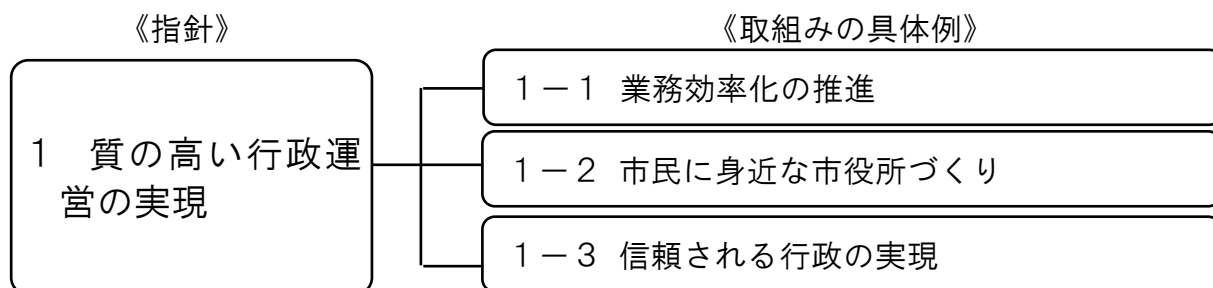 《指針》
《取組みの具体例》
1 質の高い行政運
営の実現
1-1 業務効率化の推進
1-2 市民に身近な市役所づくり
1-3 信頼される行政の実現